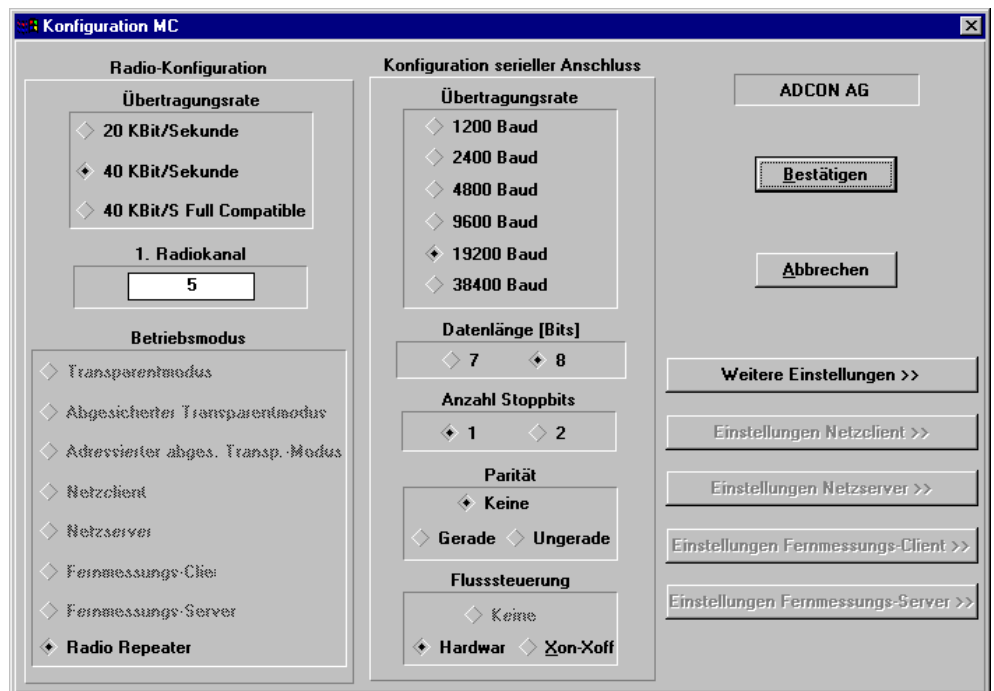 Konfiguration MC
Radio-Konfiguration
Übertragungsrate
20 KBit/Sekunde
40 KBit/Sekunde
40 KBit/S Full Compatible
1. Radiokanal
5
Betriebsmodus
Transparentmodus
Abgesicherter Transparentmodus
Adressierter abges. Transp.-Modus
Netzclient
Netzserver
Fernmessungs-Clie
Fernmessungs-Server
Radio Repeater
Konfiguration serieller Anschluss
Übertragungsrate
1200 Baud
2400 Baud
4800 Baud
9600 Baud
19200 Baud
38400 Baud
Datenlänge [Bits]
7 8
Anzahl Stoppbits
1 2
Parität
Keine
Gerade Ungerade
Flusssteuerung
Keine
Hardwar Xon-Xoff
ADCON AG
Bestätigen
Abbrechen
Weitere Einstellungen >>
Einstellungen Netzclient >>
Einstellungen Netzserver >>
Einstellungen Fernmessungs-Client >>
Einstellungen Fernmessungs-Server >>